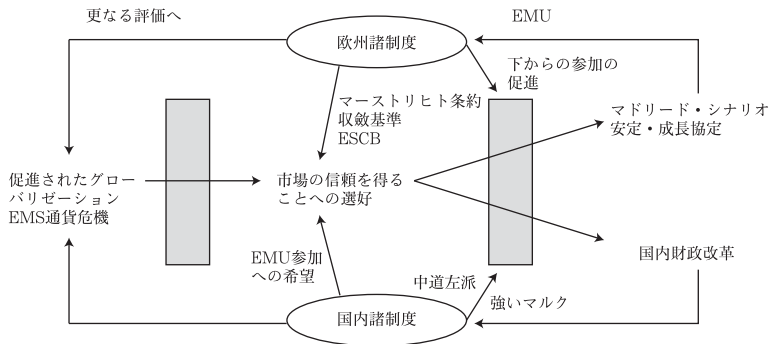 更なる評価へ
EMU
欧州諸制度
下からの参加の
促進
マーストリヒト条約
収斂基準
ESCB
マドリード・シナリオ
安定・成長協定
促進されたグロー
バリゼーション
EMS通貨危機
市場の信頼を得る
ことへの選好
EMU参加
への希望
中道左派
国内財政改革
強いマルク
国内諸制度